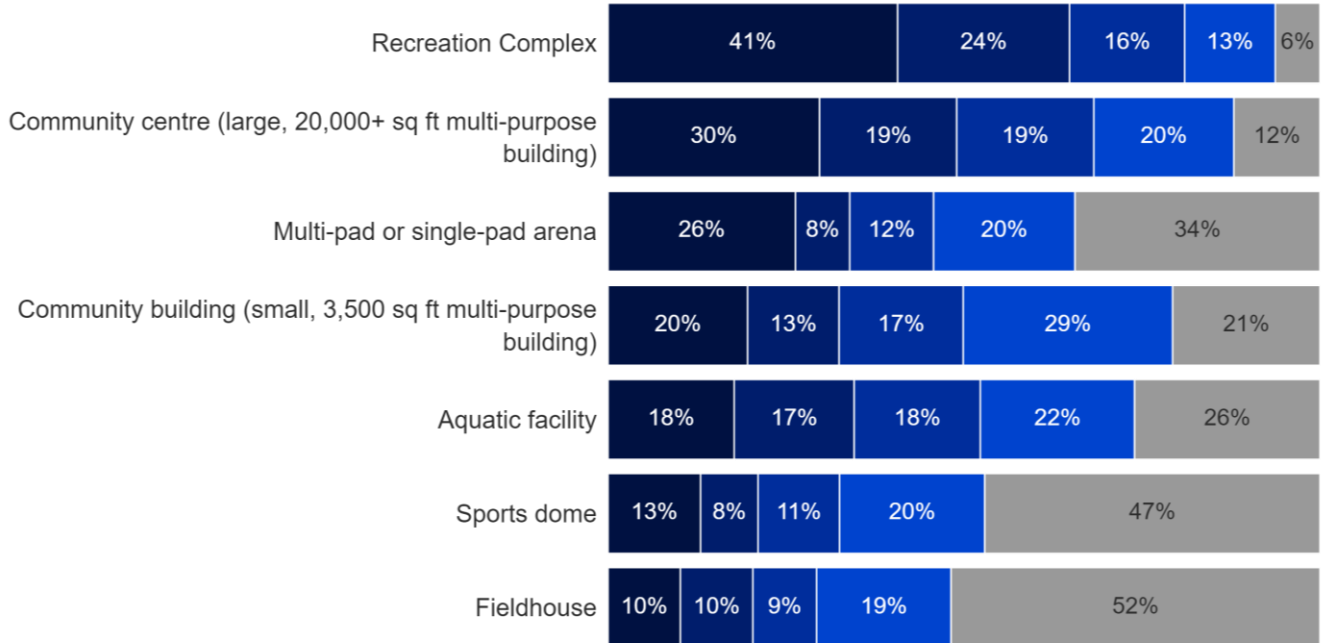 Recreation Complex 41% 24% 16% 13% 6%
Community centre (large, 20,000+ sq ft multi-purpose
building) 30% 19% 19% 20% 12%
Multi-pad or single-pad arena 26% 8% 12% 20% 34%
Community building (small, 3,500 sq ft multi-purpose
building) 20% 13% 17% 29% 21%
Aquatic facility 18% 17% 18% 22% 26%
Sports dome 13% 8% 11% 20% 47%
Fieldhouse 10% 10% 9% 19% 52%